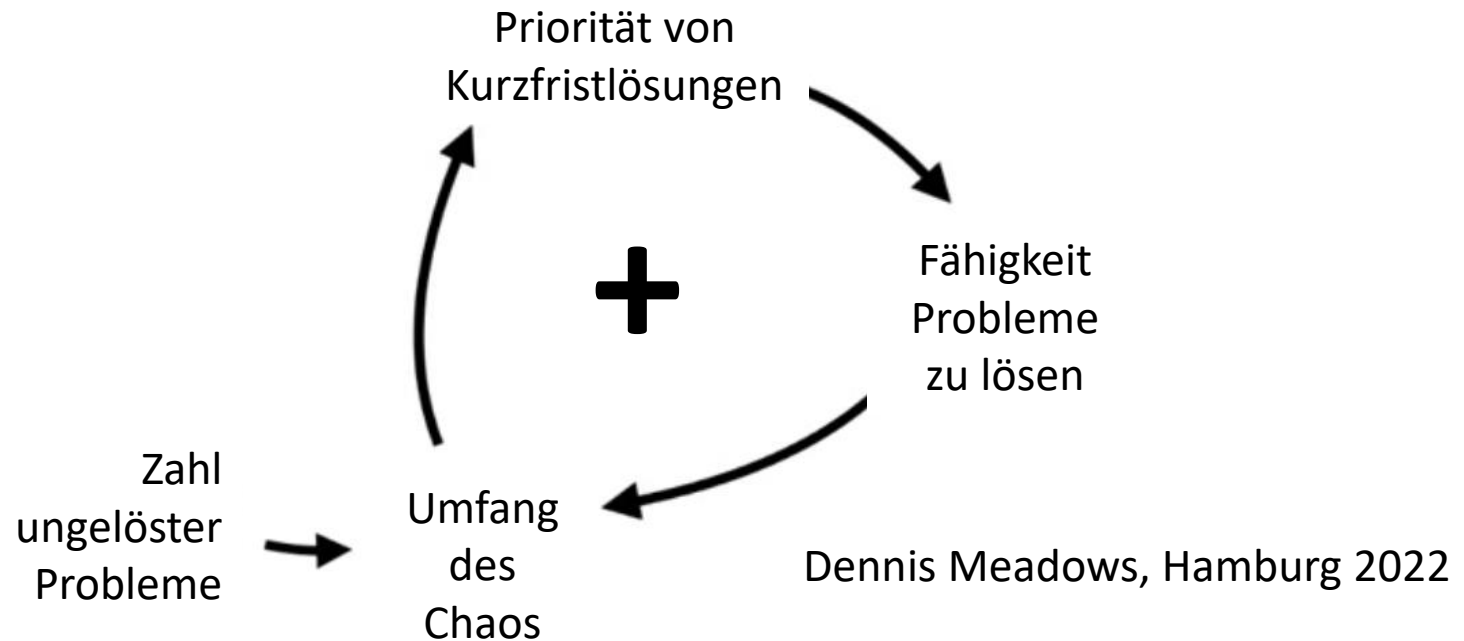 Priorität von
Kurzfristlösungen
Fähigkeit
Probleme
zu lösen
Zahl
ungelöster
Probleme
Umfang
des
Chaos
Dennis Meadows, Hamburg 2022